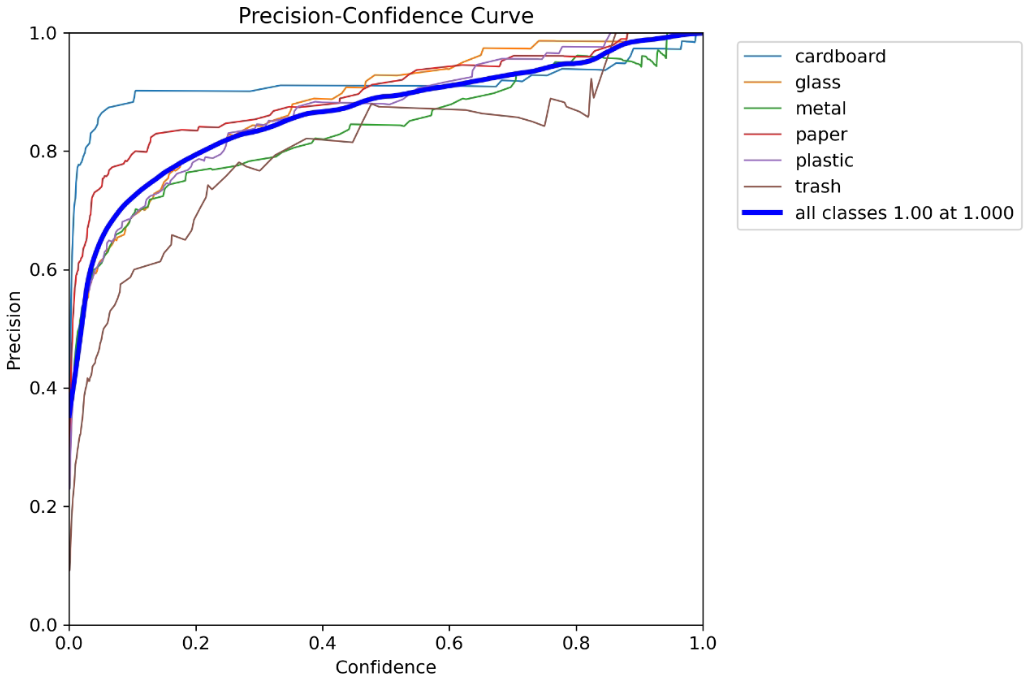 Precision-Confidence Curve
1.0
0.8
0.6
0.4
0.2
0.0
Precision
0.0 0.2 0.4 0.6 0.8 1.0
Confidence
cardboard
glass
metal
paper
plastic
trash
all classes 1.00 at 1.000